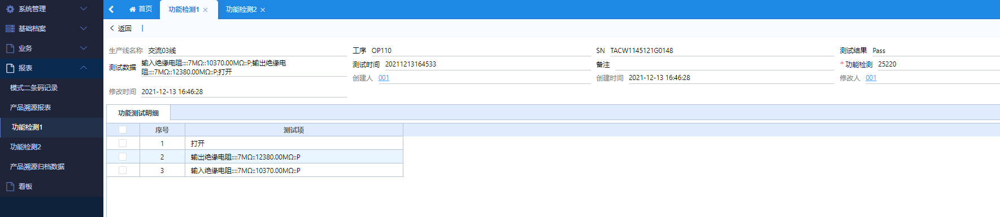 系统管理
基础档案
业务
报表
模式二条码记录
产品溯源报表
功能检测1
功能检测2
产品溯源归档数据
看板
首页 功能检测1 功能检测2
返回
生产线名称 交流03线 工序 OP110 SN TACW1145121G0148 测试结果 Pass
测试数据 输入绝缘电阻::::7MΩ::10370.00MΩ::P;输出绝缘电
阻::::7MΩ::12380.00MΩ::P;打开
测试时间 20211213164533 备注 *功能检测 25220
创建人 001 创建时间 2021-12-13 16:46:28 修改人 001
修改时间 2021-12-13 16:46:28
功能测试明细
序号 测试项
1 打开
2 输出绝缘电阻::::7MΩ::12380.00MΩ::P
3 输入绝缘电阻::::7MΩ::10370.00MΩ::P